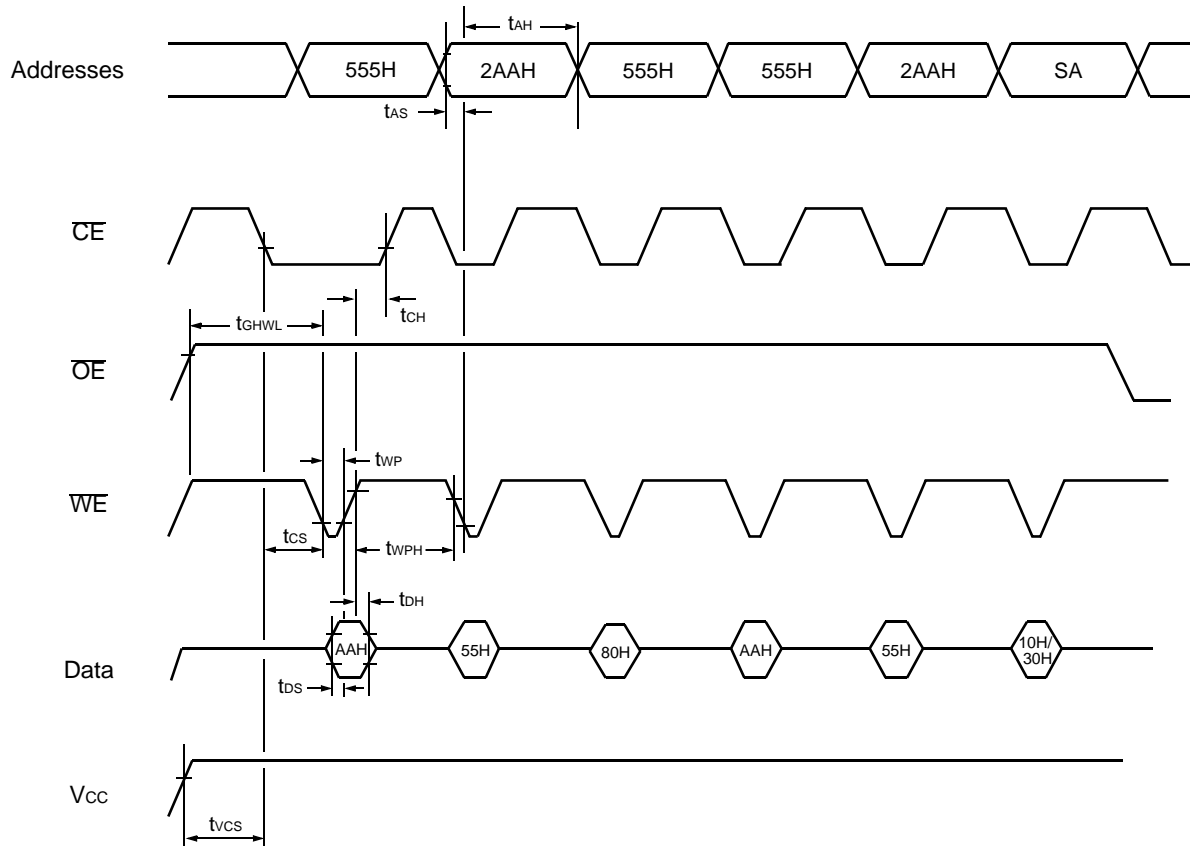 tAH
Addresses 555H 2AAH 555H 555H 2AAH SA
tAS
CE
tCH
tGHWL
OE
tWP
WE
tCS tWPH
tDH
Data AAH 55H 80H AAH 55H 10H/
30H
tDS
VCC
tVCS